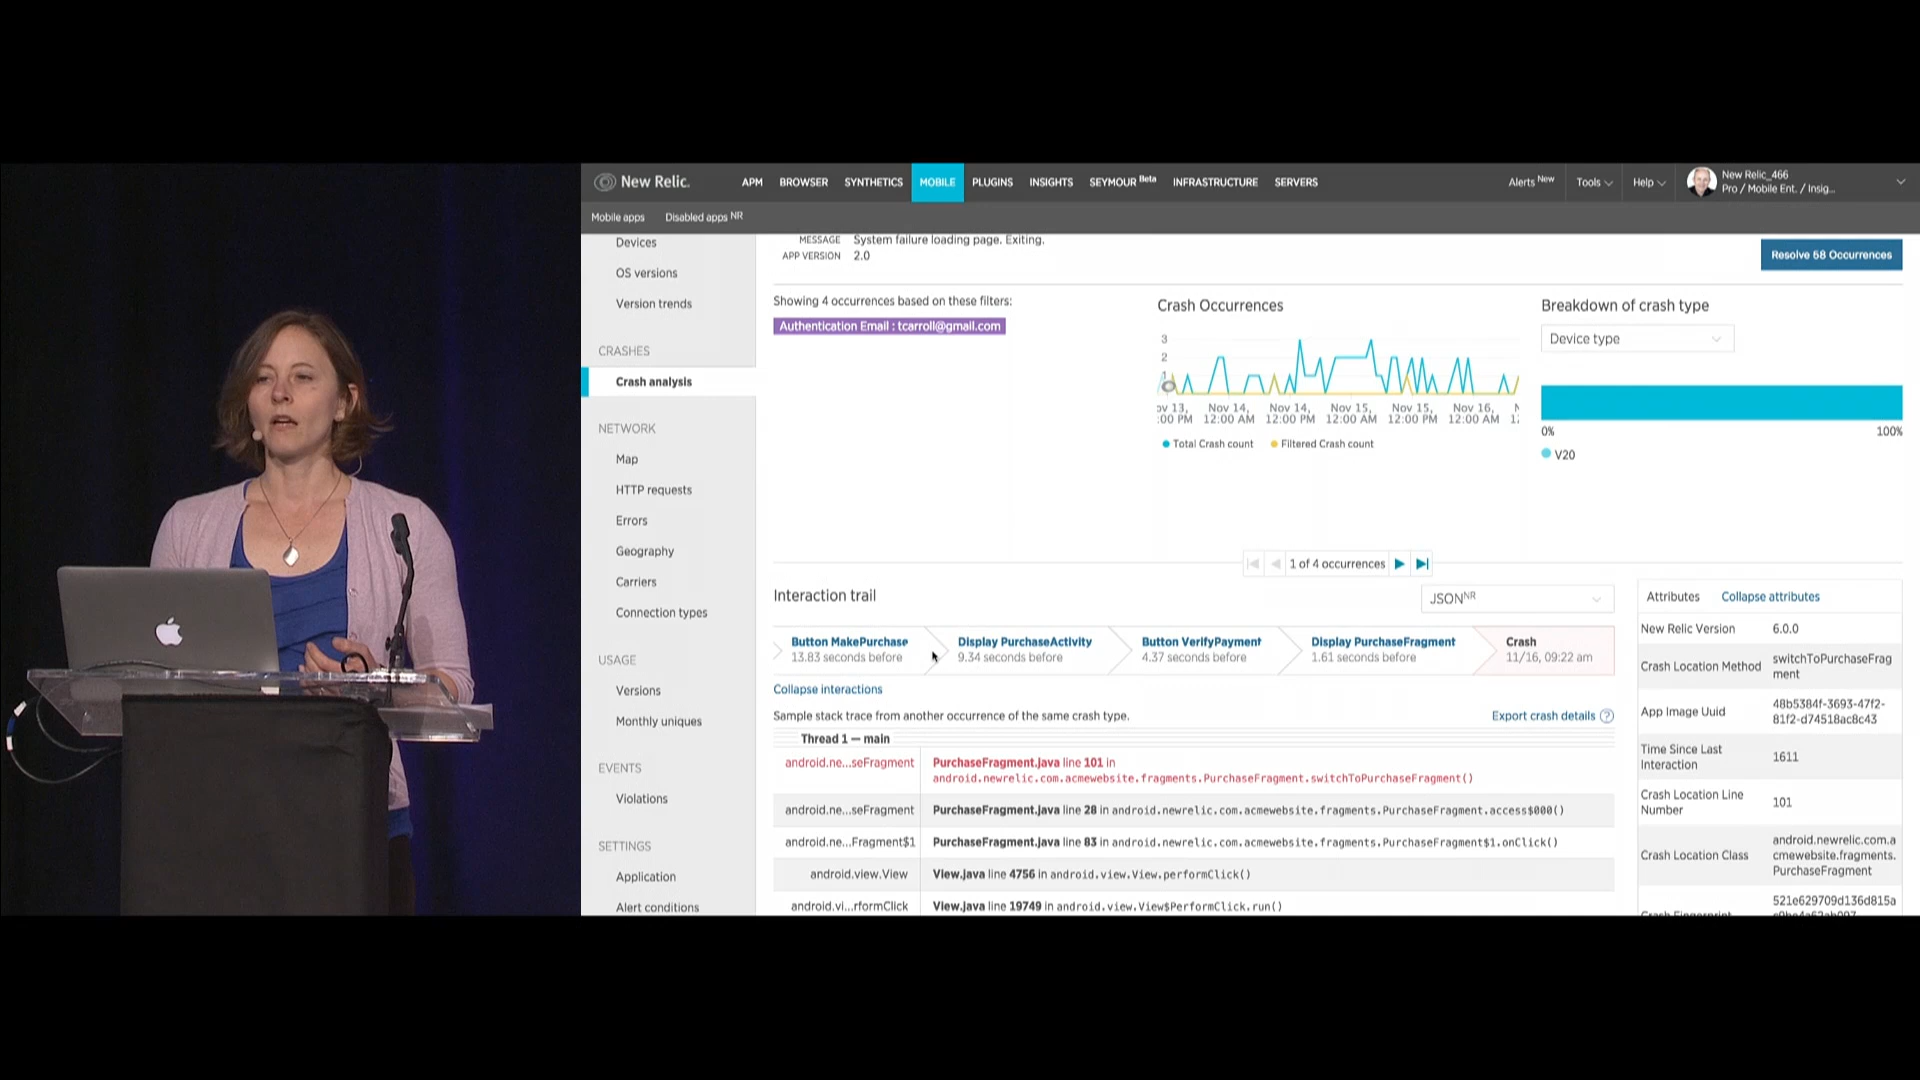 New Relic.
APM BROWSER SYNTHETICS MOBILE PLUGINS INSIGHTS SEYMOUR Beta INFRASTRUCTURE SERVERS
Alerts New Tools Help
New Relic_466
Pro / Mobile Ent. / Insig...
Mobile apps Disabled apps NR
Devices
OS versions
Version trends
CRASHES
Crash analysis
NETWORK
Map
HTTP requests
Errors
Geography
Carriers
Connection types
USAGE
Versions
Monthly uniques
EVENTS
Violations
SETTINGS
Application
Alert conditions
MESSAGE System failure loading page. Exiting.
APP VERSION 2.0
Resolve 68 Occurrences
Showing 4 occurrences based on these filters:
Authentication Email : tcarroll@gmail.com
Crash Occurrences
3
2
1
ov 13, Nov 14, Nov 14, Nov 15, Nov 15, Nov 16,
:00 PM 12:00 AM 12:00 PM 12:00 AM 12:00 PM 12:00 AM
Total Crash count Filtered Crash count
Breakdown of crash type
Device type
0% 100%
V20
1 of 4 occurrences
Interaction trail
JSON NR
Button MakePurchase
13.83 seconds before
Display PurchaseActivity
9.34 seconds before
Button VerifyPayment
4.37 seconds before
Display PurchaseFragment
1.61 seconds before
Crash
11/16, 09:22 am
Collapse interactions
Sample stack trace from another occurrence of the same crash type.
Export crash details ?
Thread 1 — main
android.ne...seFragment PurchaseFragment.java line 101 in
android.newrelic.com.acmewebsite.fragments.PurchaseFragment.switchToPurchaseFragment()
android.ne...seFragment PurchaseFragment.java line 28 in android.newrelic.com.acmewebsite.fragments.PurchaseFragment.access$000()
android.ne...Fragment$1 PurchaseFragment.java line 83 in android.newrelic.com.acmewebsite.fragments.PurchaseFragment$1.onClick()
android.view.View View.java line 4756 in android.view.View.performClick()
android.vi...rformClick View.java line 19749 in android.view.View$PerformClick.run()
Attributes Collapse attributes
New Relic Version 6.0.0
Crash Location Method switchToPurchaseFrag
ment
App Image Uuid 48b5384f-3693-47f2-
81f2-d74518ac8c43
Time Since Last
Interaction 1611
Crash Location Line
Number 101
Crash Location Class android.newrelic.com.a
cmewebsite.fragments.
PurchaseFragment
521e629709d136d815a